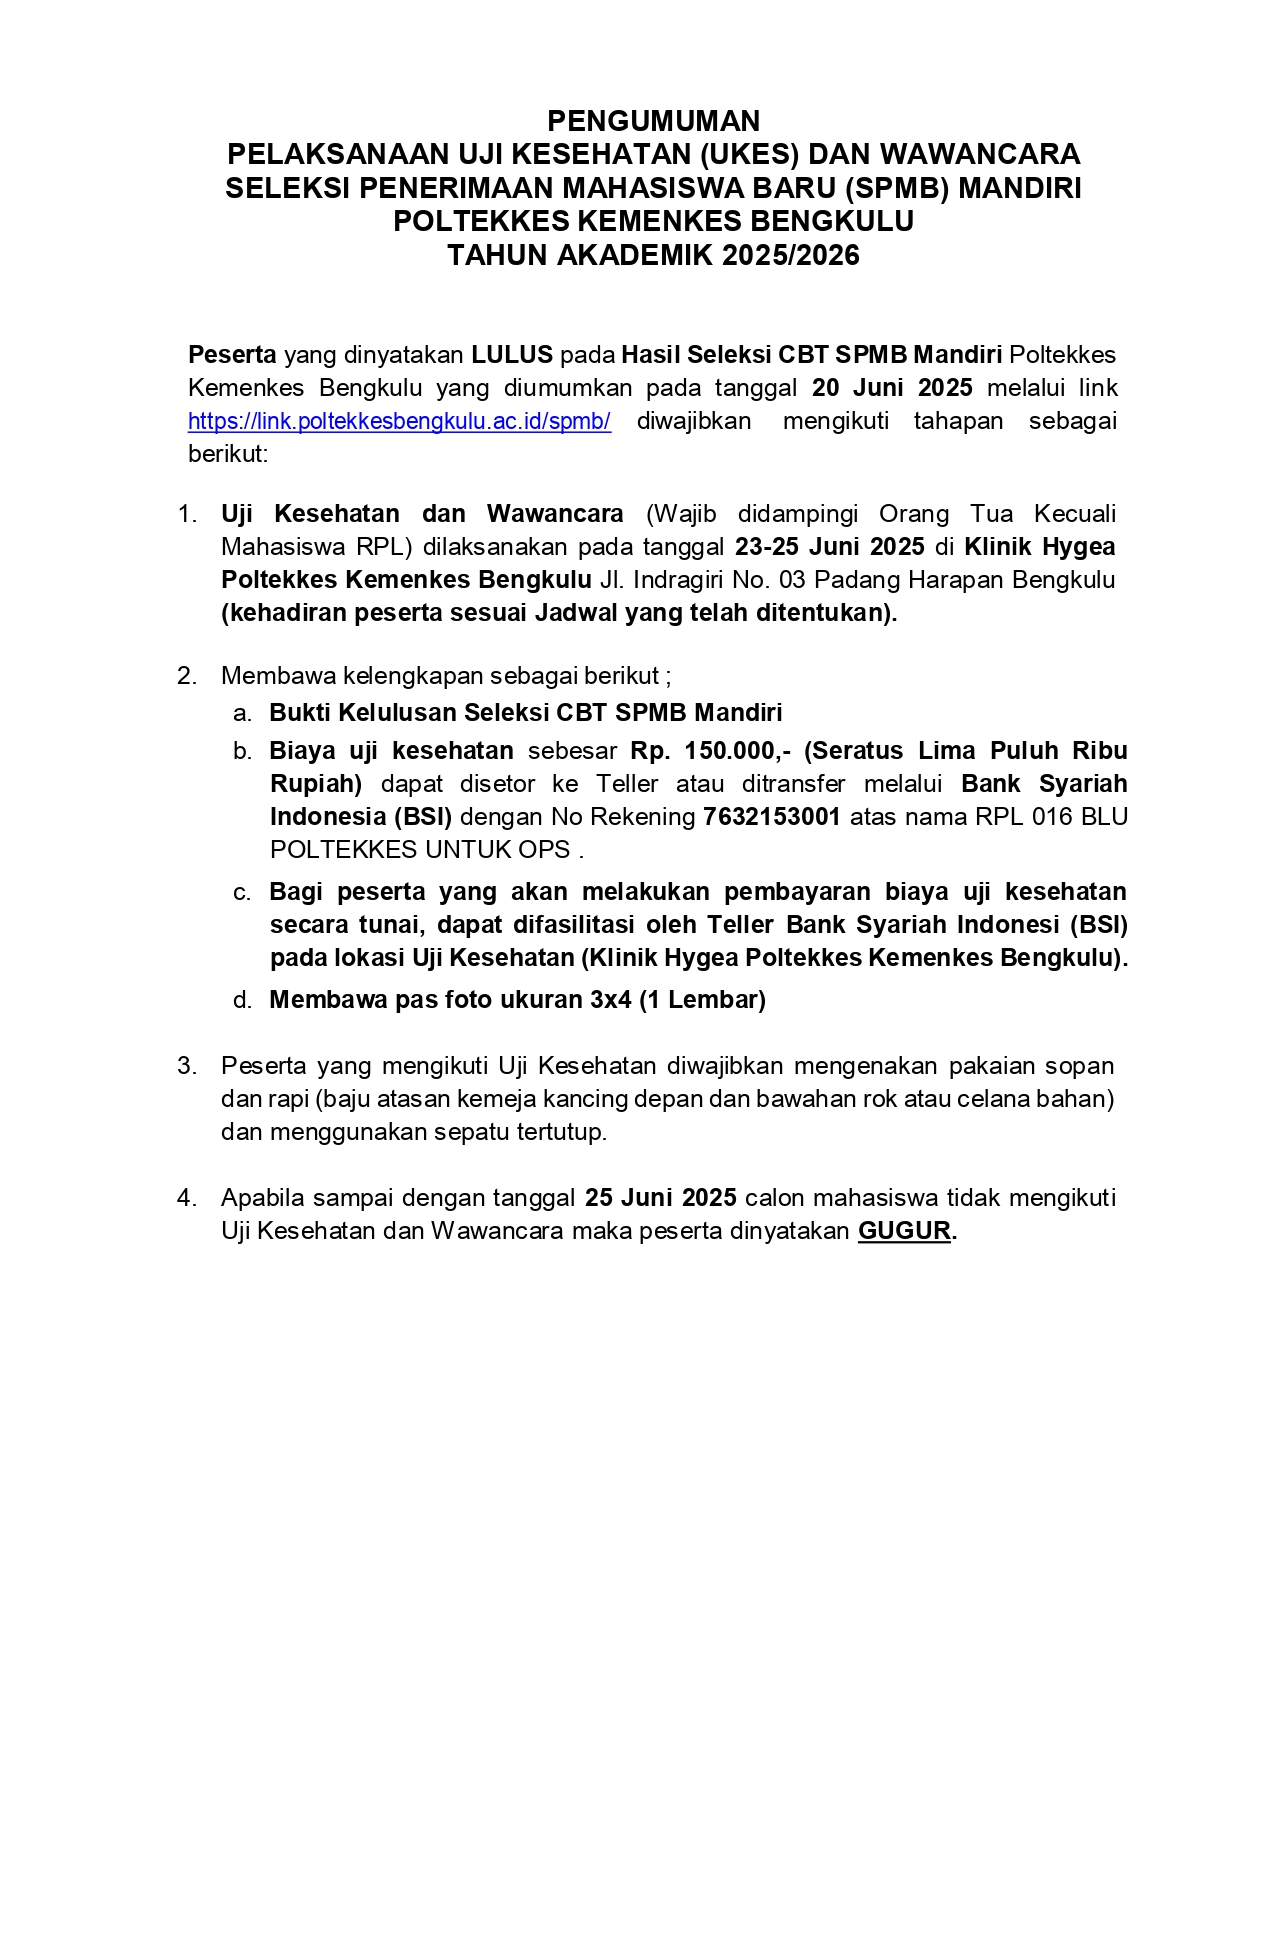 PENGUMUMAN
PELAKSANAAN UJI KESEHATAN (UKES) DAN WAWANCARA
SELEKSI PENERIMAAN MAHASISWA BARU (SPMB) MANDIRI
POLTEKKES KEMENKES BENGKULU
TAHUN AKADEMIK 2025/2026
Peserta yang dinyatakan LULUS pada Hasil Seleksi CBT SPMB Mandiri Poltekkes
Kemenkes Bengkulu yang diumumkan pada tanggal 20 Juni 2025 melalui link
https://link.poltekkesbengkulu.ac.id/spmb/ diwajibkan mengikuti tahapan sebagai
berikut:
1. Uji Kesehatan dan Wawancara (Wajib didampingi Orang Tua Kecuali
Mahasiswa RPL) dilaksanakan pada tanggal 23-25 Juni 2025 di Klinik Hygea
Poltekkes Kemenkes Bengkulu Jl. Indragiri No. 03 Padang Harapan Bengkulu
(kehadiran peserta sesuai Jadwal yang telah ditentukan).
2. Membawa kelengkapan sebagai berikut ;
a. Bukti Kelulusan Seleksi CBT SPMB Mandiri
b. Biaya uji kesehatan sebesar Rp. 150.000,- (Seratus Lima Puluh Ribu
Rupiah) dapat disetor ke Teller atau ditransfer melalui Bank Syariah
Indonesia (BSI) dengan No Rekening 7632153001 atas nama RPL 016 BLU
POLTEKKES UNTUK OPS .
c. Bagi peserta yang akan melakukan pembayaran biaya uji kesehatan
secara tunai, dapat difasilitasi oleh Teller Bank Syariah Indonesi (BSI)
pada lokasi Uji Kesehatan (Klinik Hygea Poltekkes Kemenkes Bengkulu).
d. Membawa pas foto ukuran 3x4 (1 Lembar)
3. Peserta yang mengikuti Uji Kesehatan diwajibkan mengenakan pakaian sopan
dan rapi (baju atasan kemeja kancing depan dan bawahan rok atau celana bahan)
dan menggunakan sepatu tertutup.
4. Apabila sampai dengan tanggal 25 Juni 2025 calon mahasiswa tidak mengikuti
Uji Kesehatan dan Wawancara maka peserta dinyatakan GUGUR.